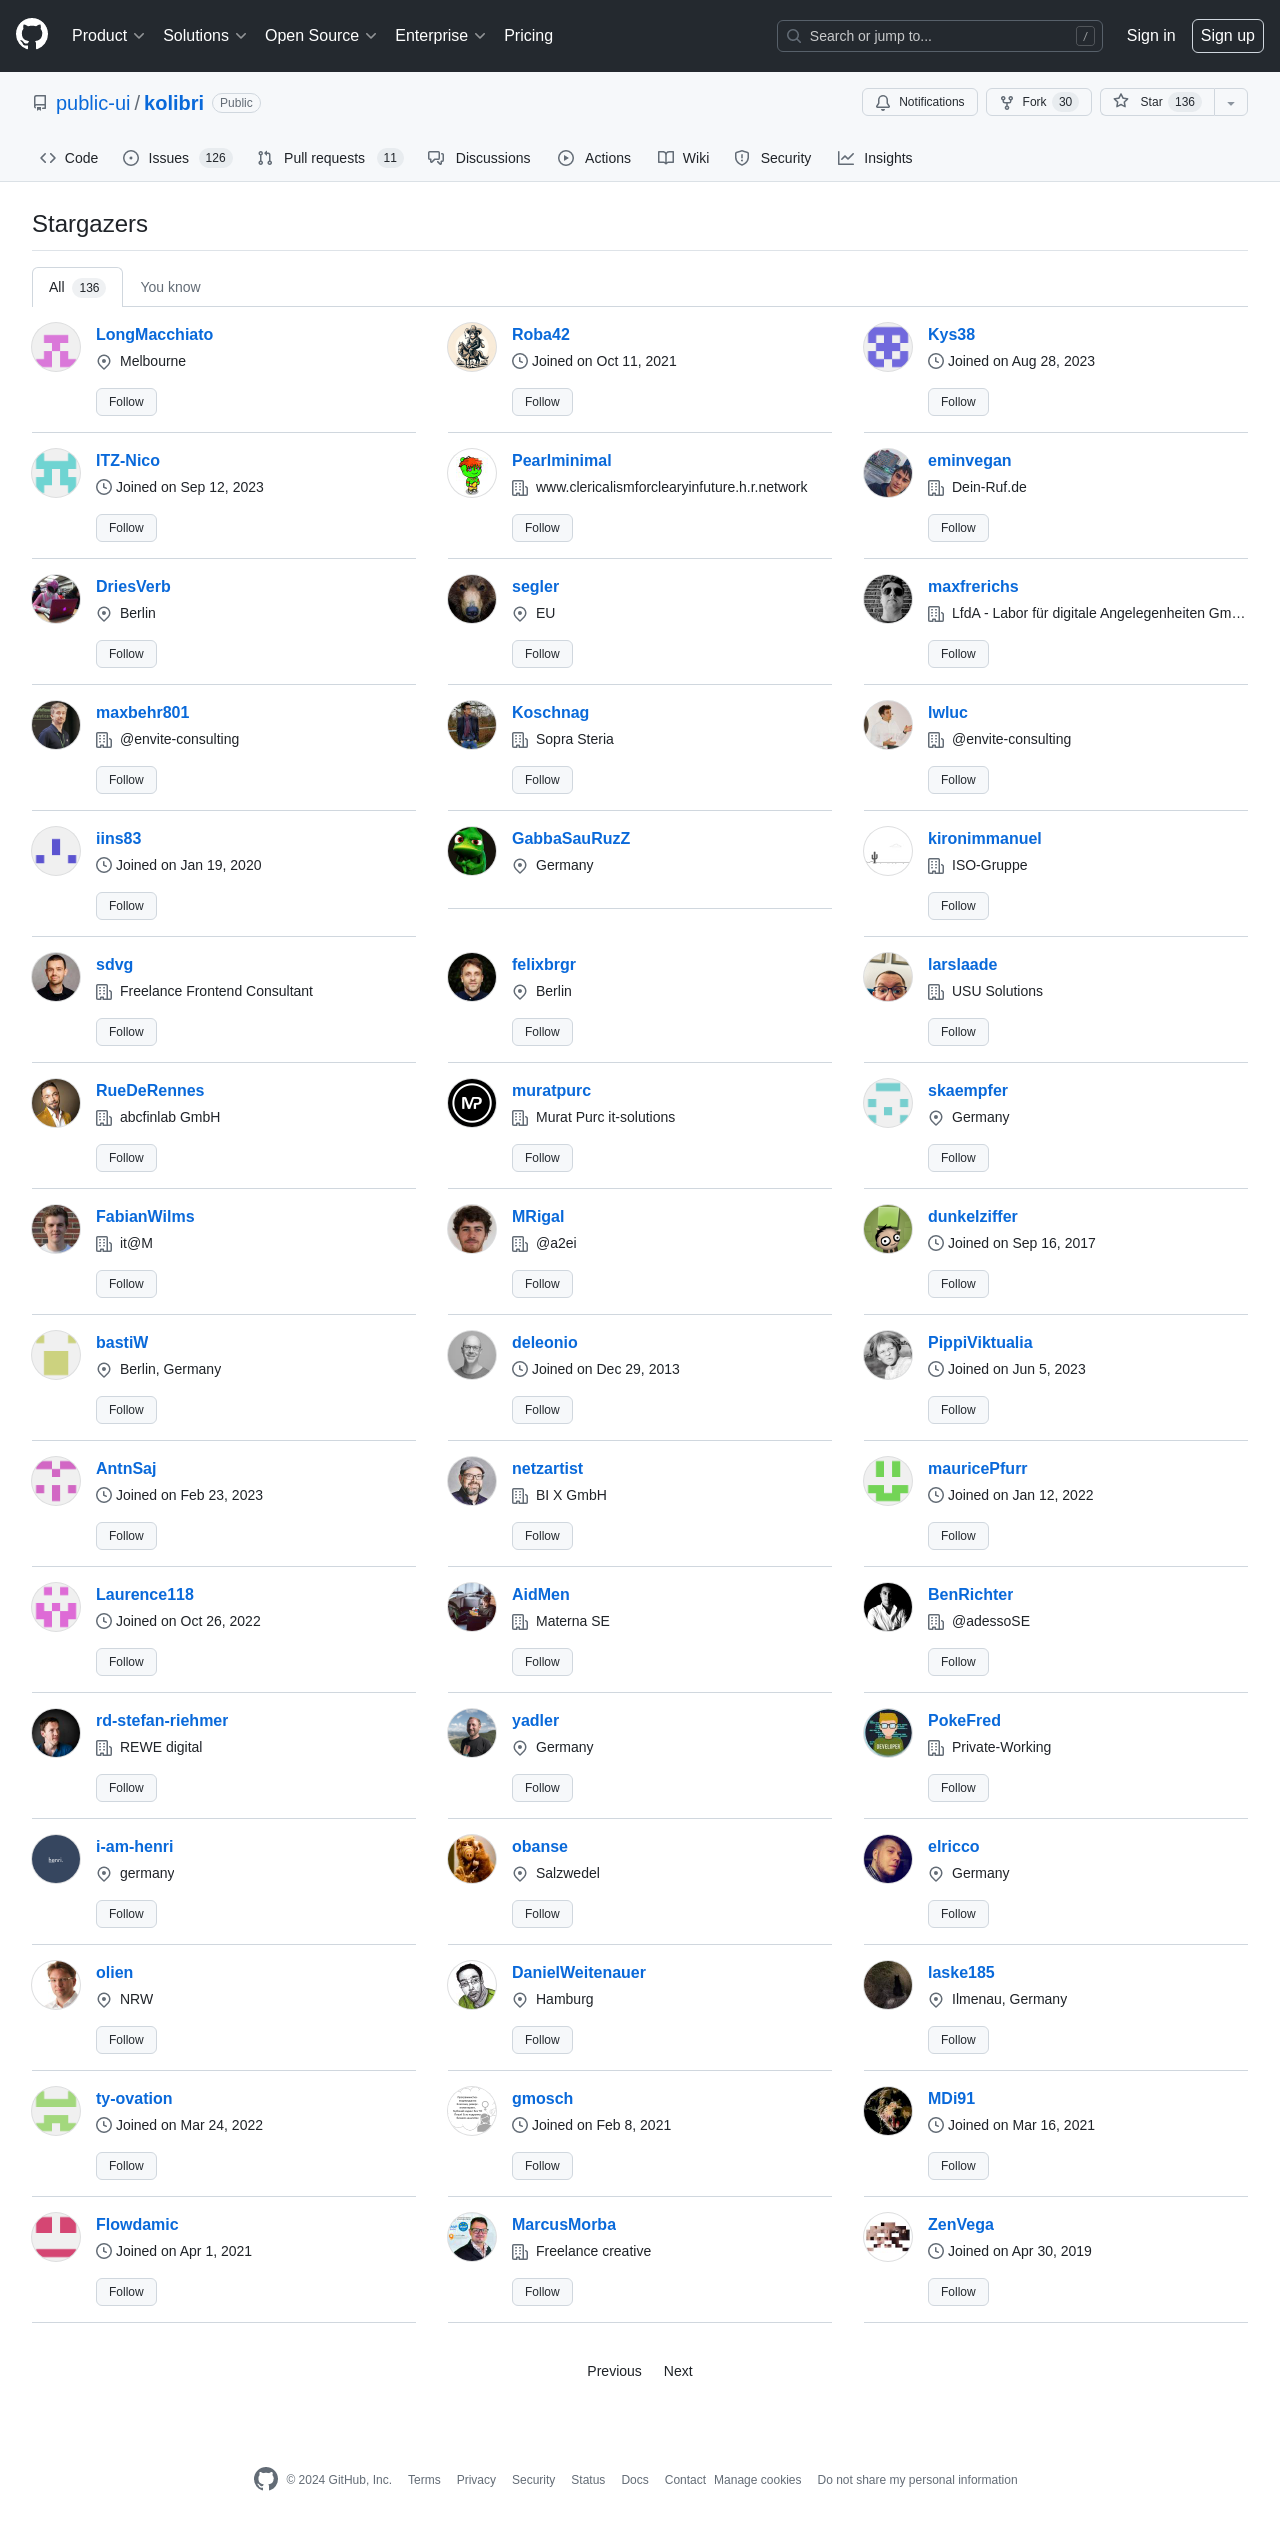 Product Solutions Open Source Enterprise Pricing Search or jump to... / Sign in Sign up
public-ui / kolibri Public Notifications Fork 30 Star 136
Code Issues 126 Pull requests 11 Discussions Actions Wiki Security Insights
Stargazers
All 136 You know
LongMacchiato Roba42 Kys38
Melbourne Joined on Oct 11, 2021 Joined on Aug 28, 2023
Follow Follow Follow
ITZ-Nico Pearlminimal eminvegan
Joined on Sep 12, 2023 www.clericalismforclearyinfuture.h.r.network Dein-Ruf.de
Follow Follow Follow
DriesVerb segler maxfrerichs
Berlin EU LfdA - Labor für digitale Angelegenheiten Gm…
Follow Follow Follow
maxbehr801 Koschnag lwluc
@envite-consulting Sopra Steria @envite-consulting
Follow Follow Follow
iins83 GabbaSauRuzZ kironimmanuel
Joined on Jan 19, 2020 Germany ISO-Gruppe
Follow Follow
sdvg felixbrgr larslaade
Freelance Frontend Consultant Berlin USU Solutions
Follow Follow Follow
RueDeRennes muratpurc skaempfer
abcfinlab GmbH Murat Purc it-solutions Germany
Follow Follow Follow
FabianWilms MRigal dunkelziffer
it@M @a2ei Joined on Sep 16, 2017
Follow Follow Follow
bastiW deleonio PippiViktualia
Berlin, Germany Joined on Dec 29, 2013 Joined on Jun 5, 2023
Follow Follow Follow
AntnSaj netzartist mauricePfurr
Joined on Feb 23, 2023 BI X GmbH Joined on Jan 12, 2022
Follow Follow Follow
Laurence118 AidMen BenRichter
Joined on Oct 26, 2022 Materna SE @adessoSE
Follow Follow Follow
rd-stefan-riehmer yadler PokeFred
REWE digital Germany Private-Working
Follow Follow Follow
i-am-henri obanse elricco
germany Salzwedel Germany
Follow Follow Follow
olien DanielWeitenauer laske185
NRW Hamburg Ilmenau, Germany
Follow Follow Follow
ty-ovation gmosch MDi91
Joined on Mar 24, 2022 Joined on Feb 8, 2021 Joined on Mar 16, 2021
Follow Follow Follow
Flowdamic MarcusMorba ZenVega
Joined on Apr 1, 2021 Freelance creative Joined on Apr 30, 2019
Follow Follow Follow
Previous Next
© 2024 GitHub, Inc. Terms Privacy Security Status Docs Contact Manage cookies Do not share my personal information